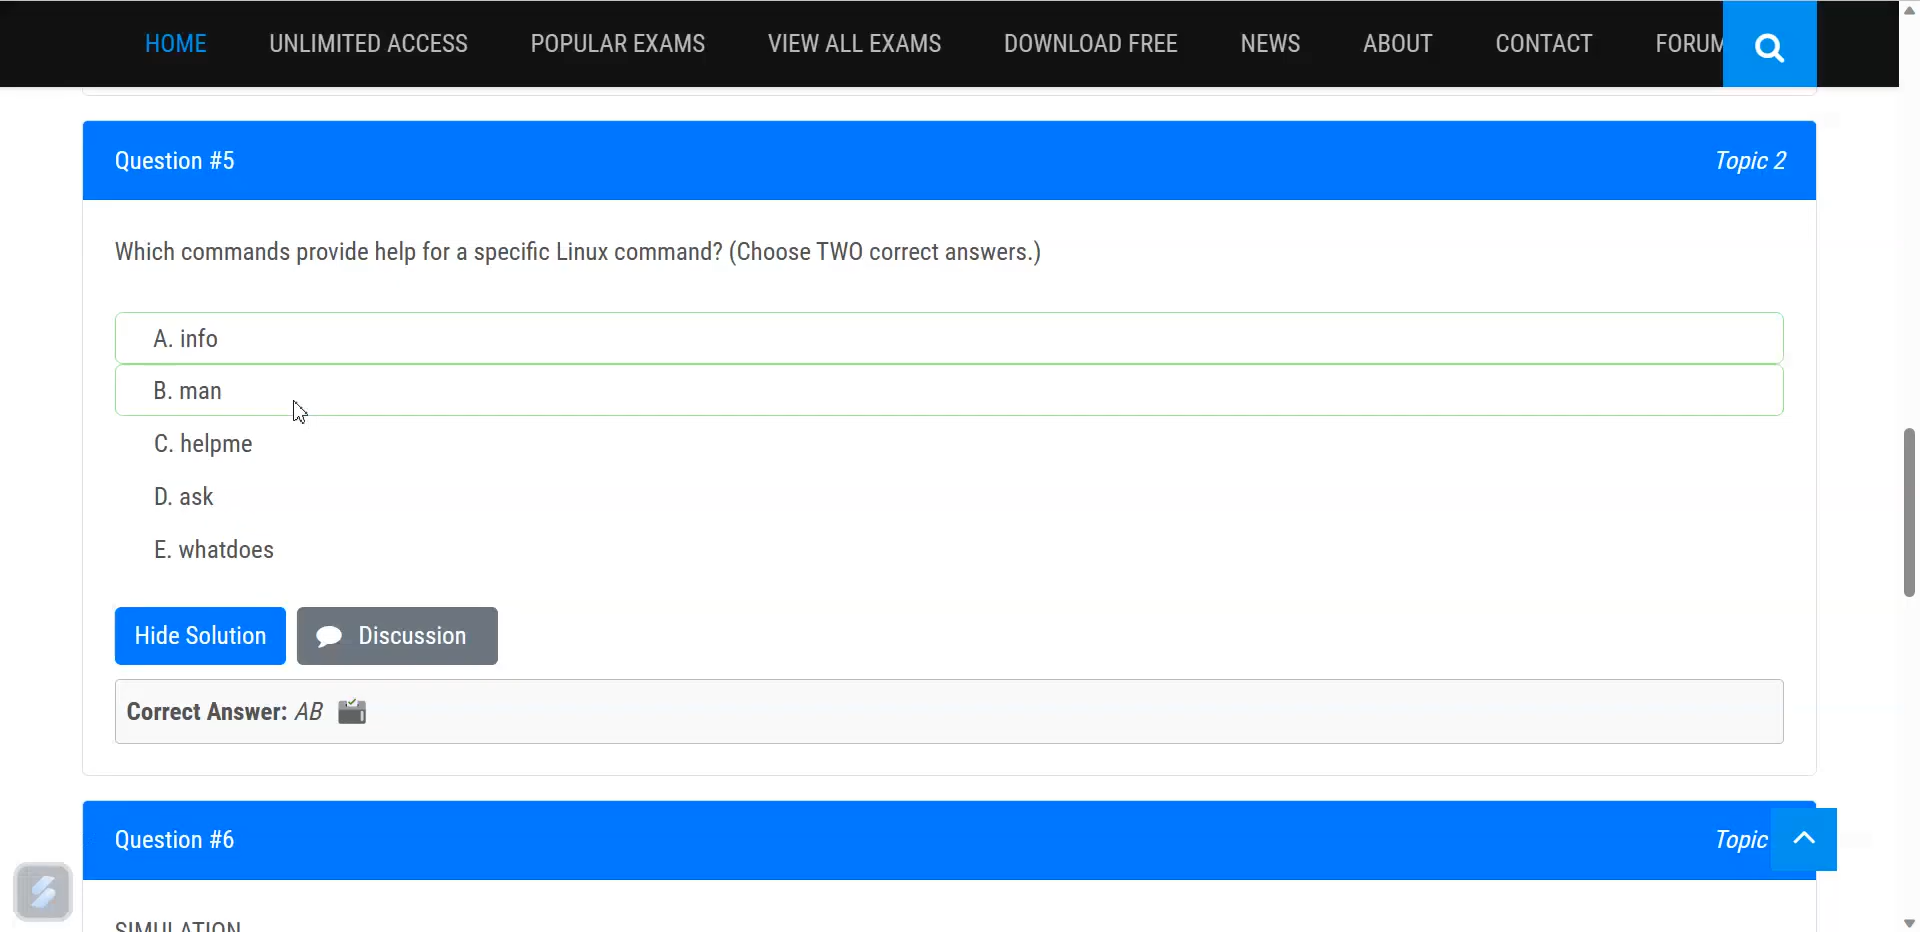 HOME UNLIMITED ACCESS POPULAR EXAMS VIEW ALL EXAMS DOWNLOAD FREE NEWS ABOUT CONTACT FORUM
Question #5 Topic 2
Which commands provide help for a specific Linux command? (Choose TWO correct answers.)
A. info
B. man
C. helpme
D. ask
E. whatdoes
Hide Solution Discussion
Correct Answer: AB
Question #6 Topic
SIMULATION